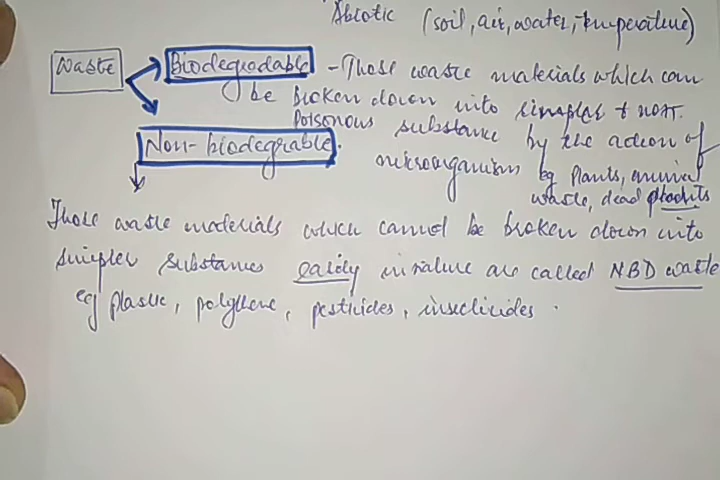 Abiotic (soil, air, water, temperature)
Waste
Biodegradable - Those waste materials which can
be broken down into simpler + non-
poisonous substance by the action of
Non-biodegrable.
microorganism eg plants, animal
waste, dead plants
Those waste materials which cannot be broken down into
simpler substances easily in nature are called NBD waste
eg plastic, polythene, pesticides, insecticides.